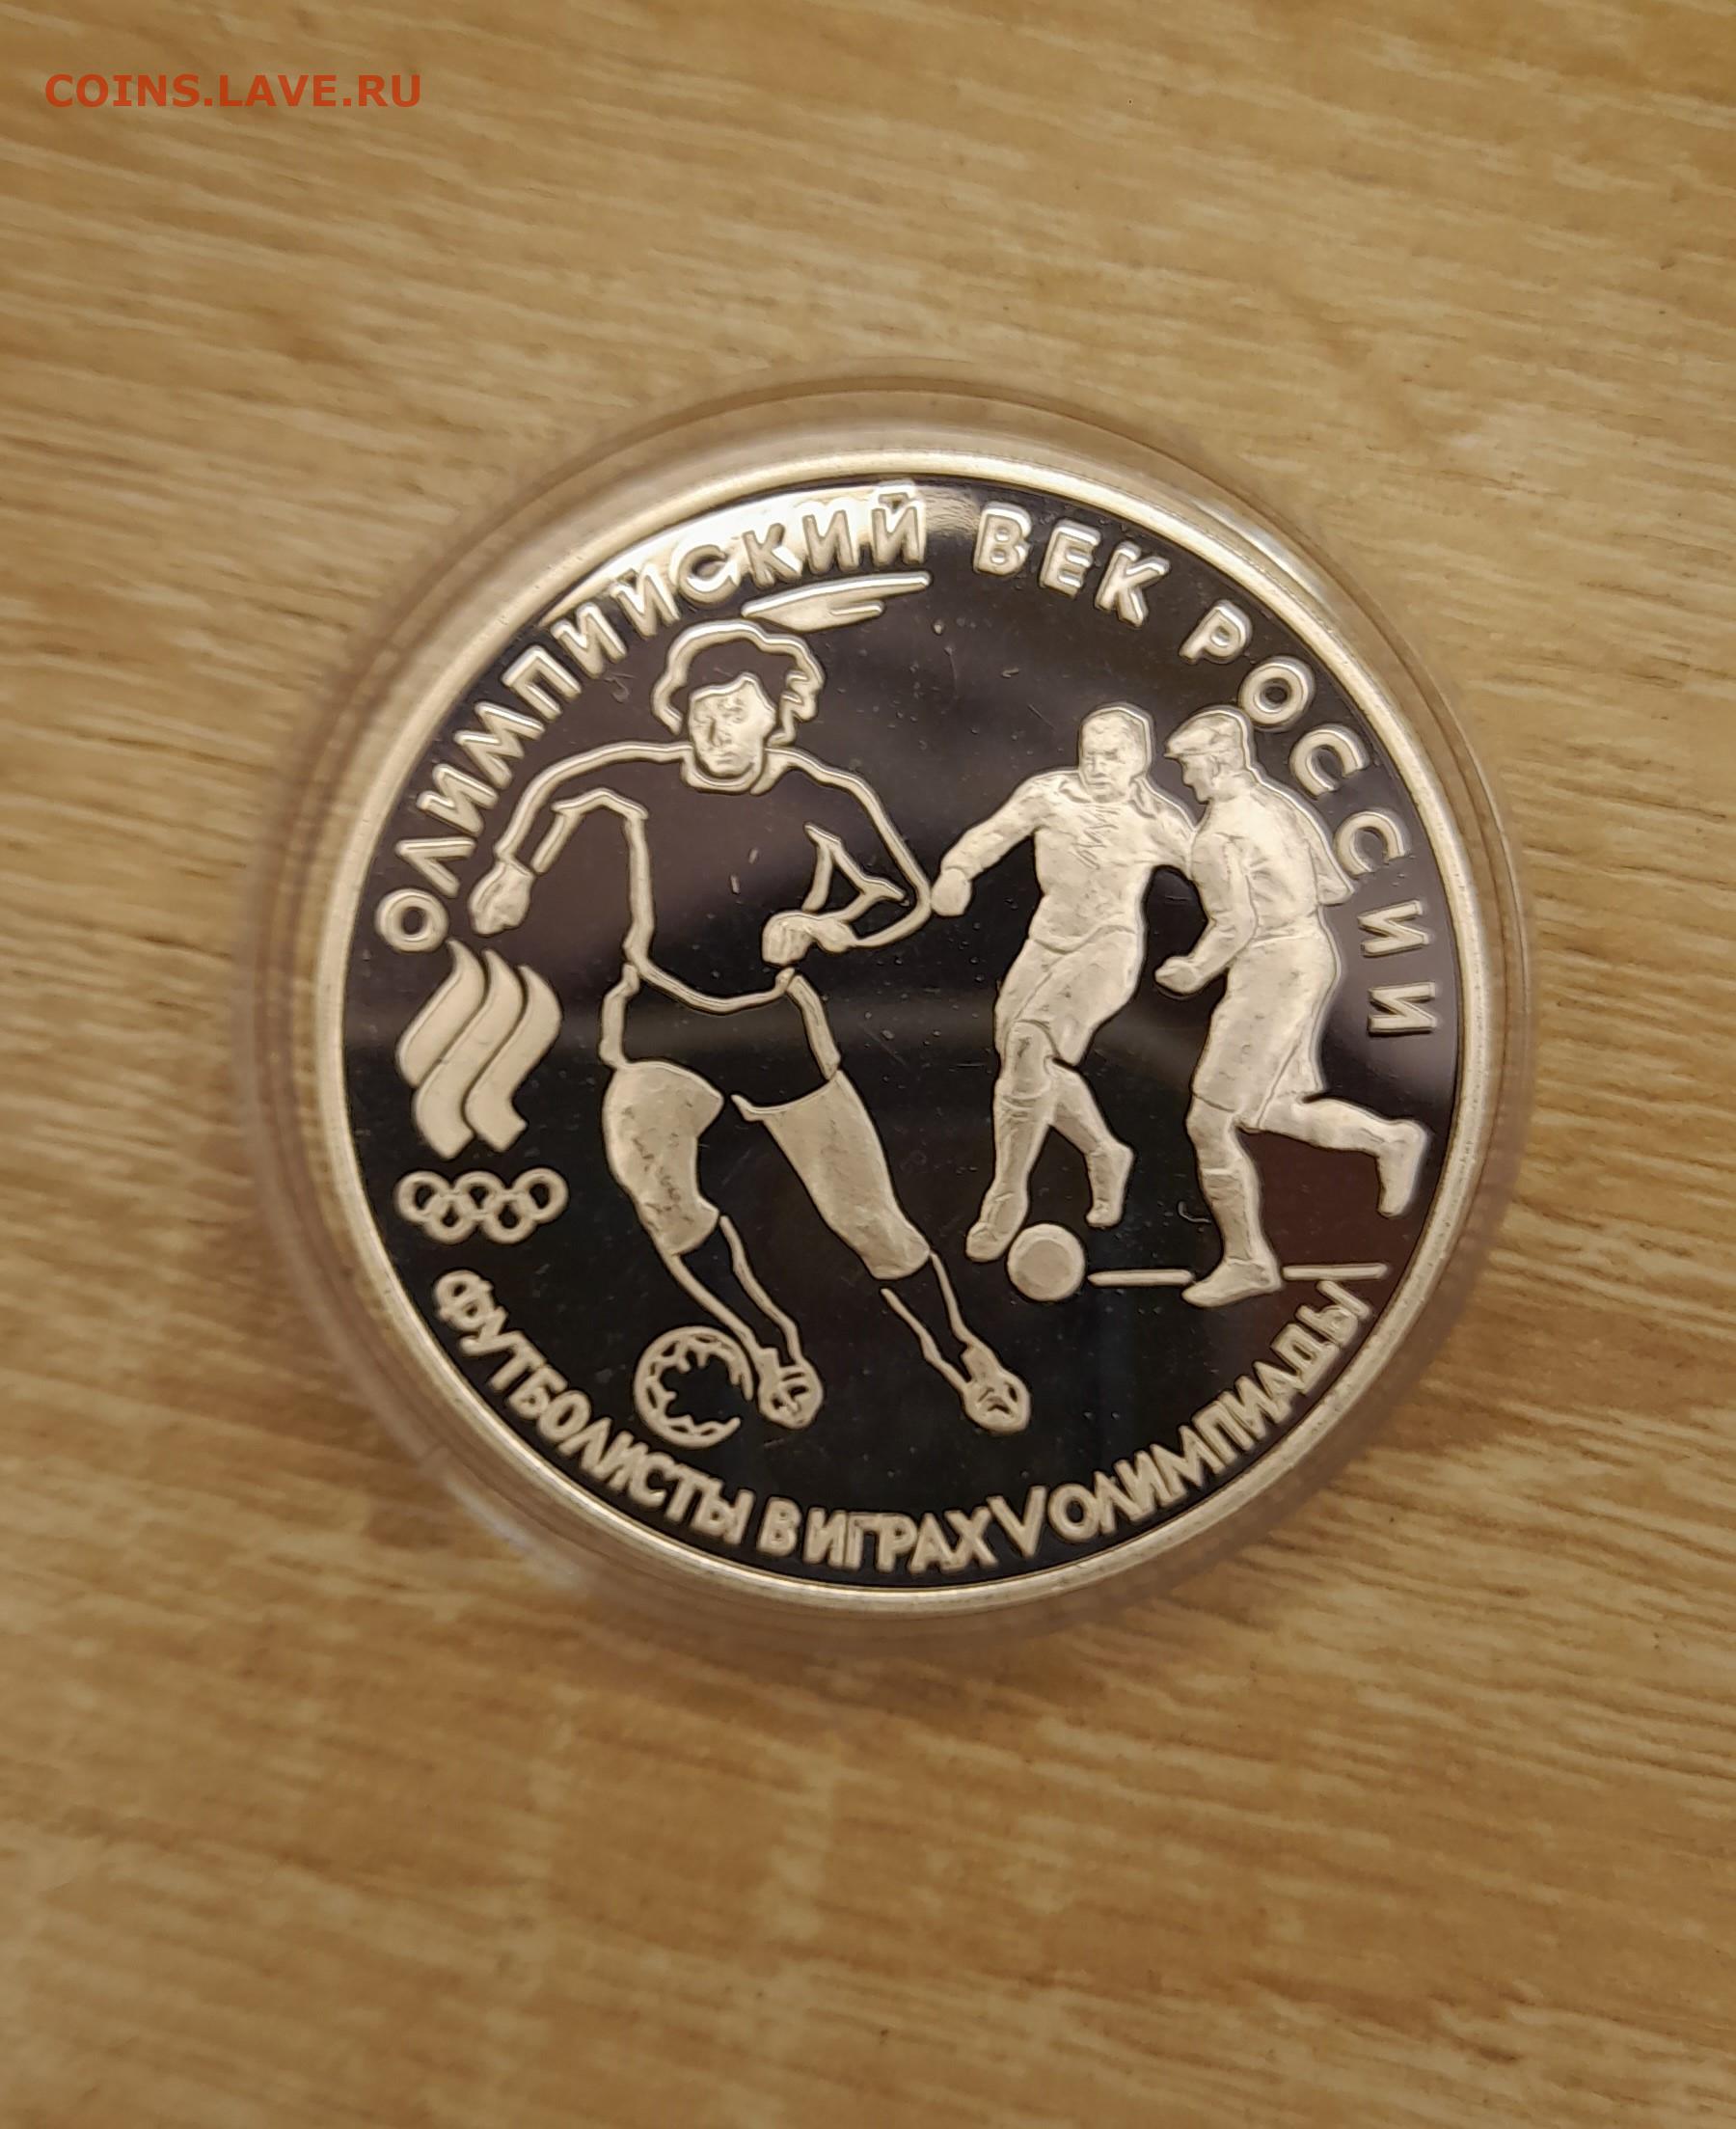 COINS.LAVE.RU
ОЛИМПИЙСКИЙ ВЕК РОССИИ
ФУТБОЛИСТЫ В ИГРАХ V ОЛИМПИАДЫ